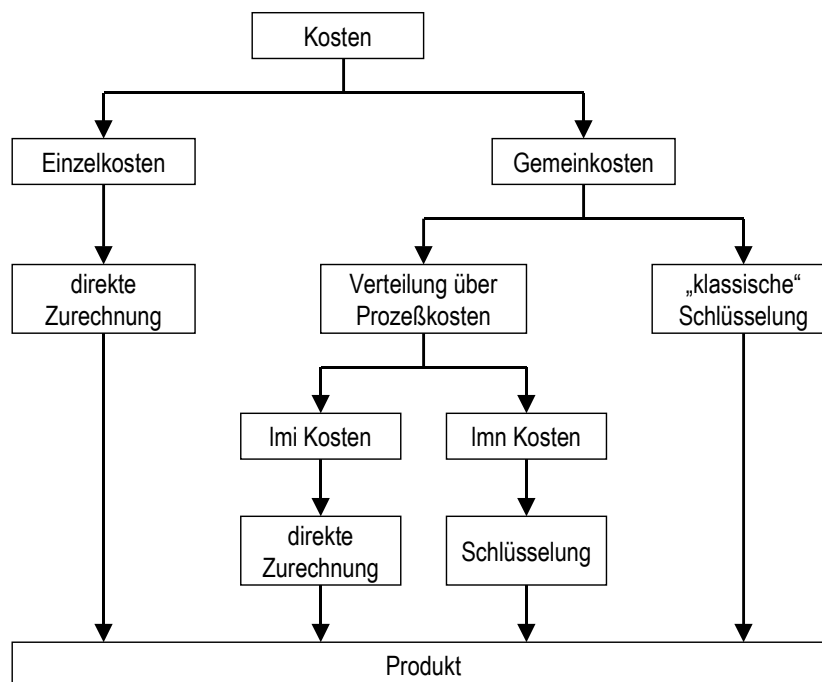 Kosten
Einzelkosten
Gemeinkosten
direkte
Zurechnung
Verteilung über
Prozeßkosten
„klassische“
Schlüsselung
lmi Kosten
lmn Kosten
direkte
Zurechnung
Schlüsselung
Produkt